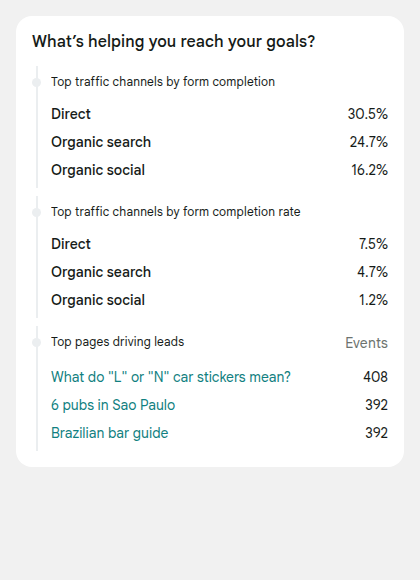 What's helping you reach your goals?
Top traffic channels by form completion
Direct 30.5%
Organic search 24.7%
Organic social 16.2%
Top traffic channels by form completion rate
Direct 7.5%
Organic search 4.7%
Organic social 1.2%
Top pages driving leads Events
What do "L" or "N" car stickers mean? 408
6 pubs in Sao Paulo 392
Brazilian bar guide 392